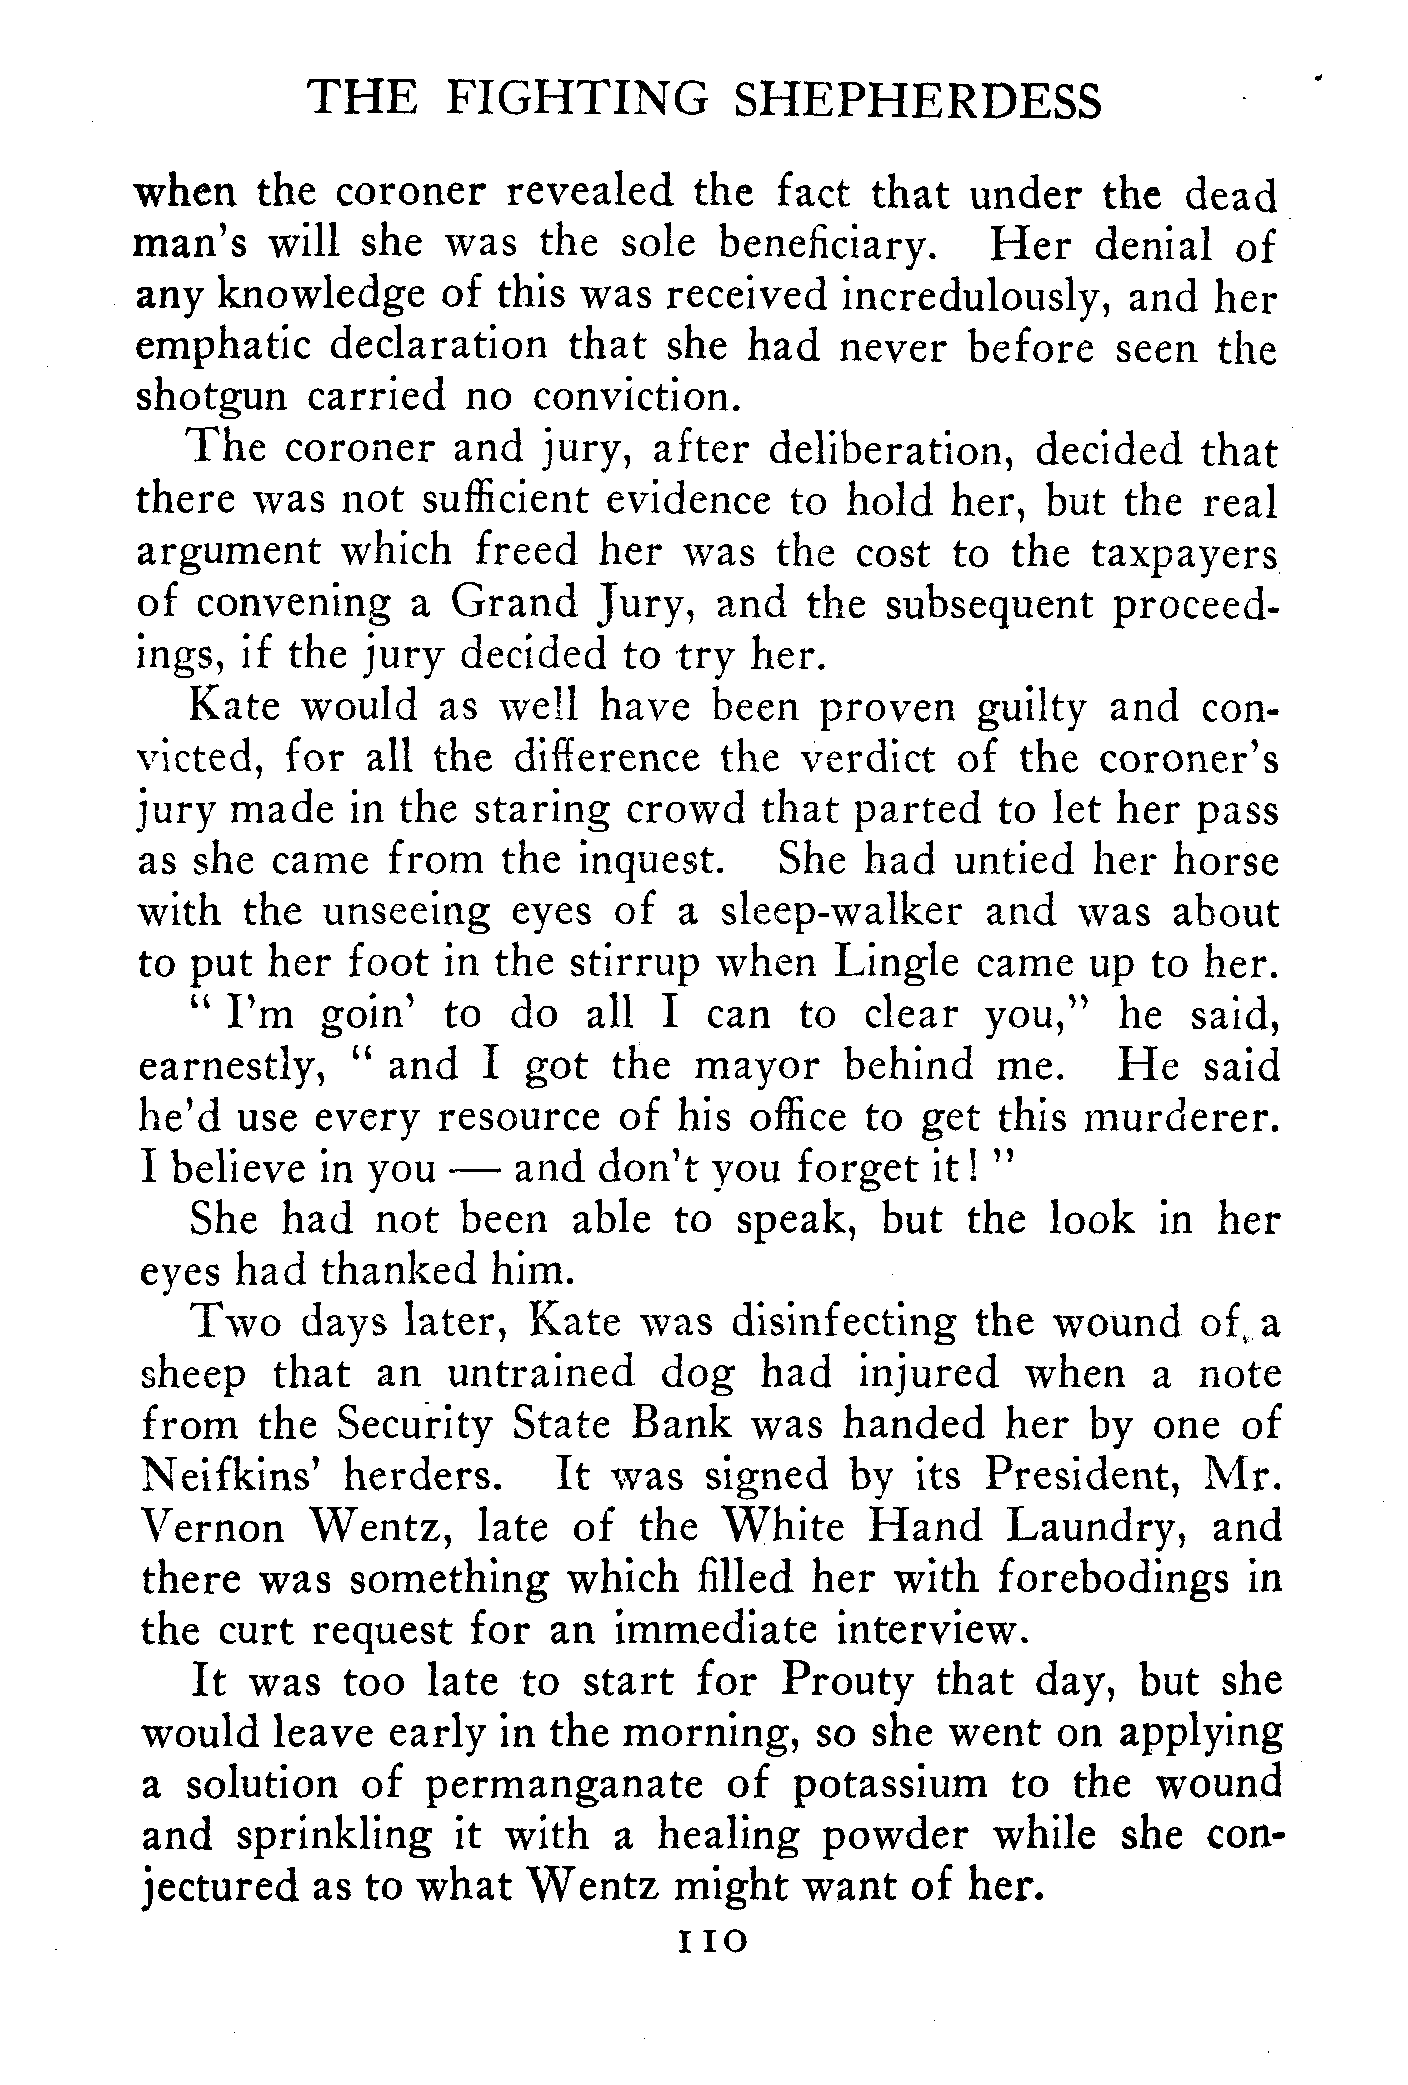 THE FIGHTING SHEPHERDESS
when the coroner revealed the fact that under the dead
man's will she was the sole beneficiary. Her denial of
any knowledge of this was received incredulously, and her
emphatic declaration that she had never before seen the
shotgun carried no conviction.
The coroner and jury, after deliberation, decided that
there was not sufficient evidence to hold her, but the real
argument which freed her was the cost to the taxpayers
of convening a Grand Jury, and the subsequent proceed-
ings, if the jury decided to try her.
Kate would as well have been proven guilty and con-
victed, for all the difference the verdict of the coroner's
jury made in the staring crowd that parted to let her pass
as she came from the inquest. She had untied her horse
with the unseeing eyes of a sleep-walker and was about
to put her foot in the stirrup when Lingle came up to her.
" I'm goin' to do all I can to clear you," he said,
earnestly, " and I got the mayor behind me. He said
he'd use every resource of his office to get this murderer.
I believe in you — and don't you forget it! "
She had not been able to speak, but the look in her
eyes had thanked him.
Two days later, Kate was disinfecting the wound of a
sheep that an untrained dog had injured when a note
from the Security State Bank was handed her by one of
Neifkins' herders. It was signed by its President, Mr.
Vernon Wentz, late of the White Hand Laundry, and
there was something which filled her with forebodings in
the curt request for an immediate interview.
It was too late to start for Prouty that day, but she
would leave early in the morning, so she went on applying
a solution of permanganate of potassium to the wound
and sprinkling it with a healing powder while she con-
jectured as to what Wentz might want of her.
110